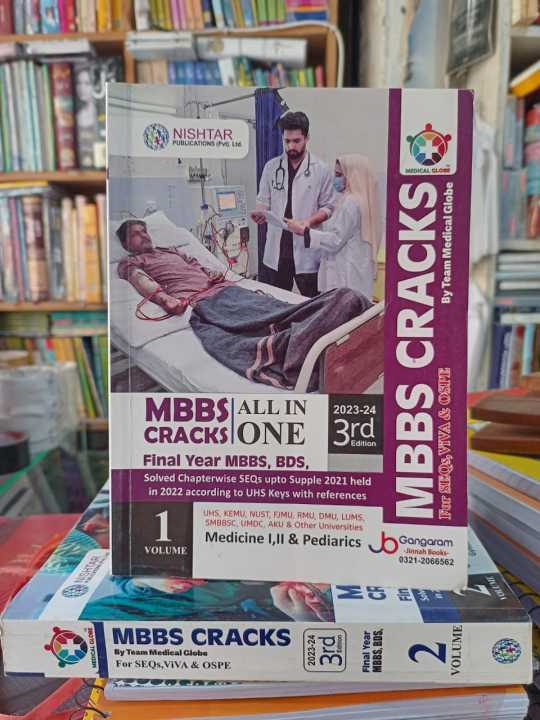 NISHTAR
PUBLICATIONS (Pvt). Ltd.
MEDICAL GLOBE
MBBS CRACKS
By Team Medical Globe
For SEQs, VIVA & OSPE
MBBS
CRACKS
ALL IN
ONE
2023-24
3rd
Edition
Final Year MBBS, BDS,
Solved Chapterwise SEQs upto Supple 2021 held
in 2022 according to UHS Keys with references
1
VOLUME
UHS, KEMU, NUST, FJMU, RMU, DMU, LUMS,
SMBBSC, UMDC, AKU & Other Universities
Medicine I,II & Pediarics
Jb Gangaram
-Jinnah Books-
0321-2066562
NISHTAR
MEDICAL GLOBE
MBBS CRACKS
By Team Medical Globe
For SEQs,ViVA & OSPE
2023-24
3rd
Edition
Final Year
MBBS, BDS,
2
VOLUME